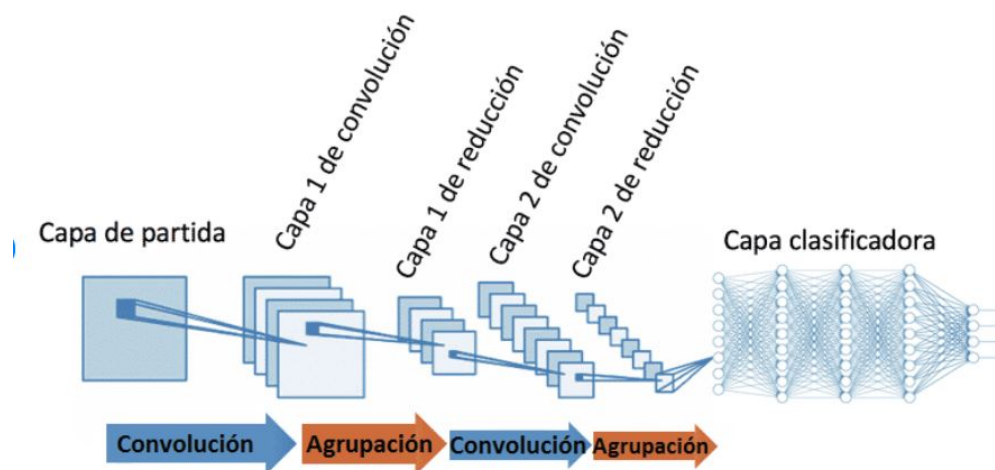 Capa de partida
Capa 1 de convolución
Capa 1 de reducción
Capa 2 de convolución
Capa 2 de reducción
Capa clasificadora
Convolución
Agrupación
Convolución
Agrupación